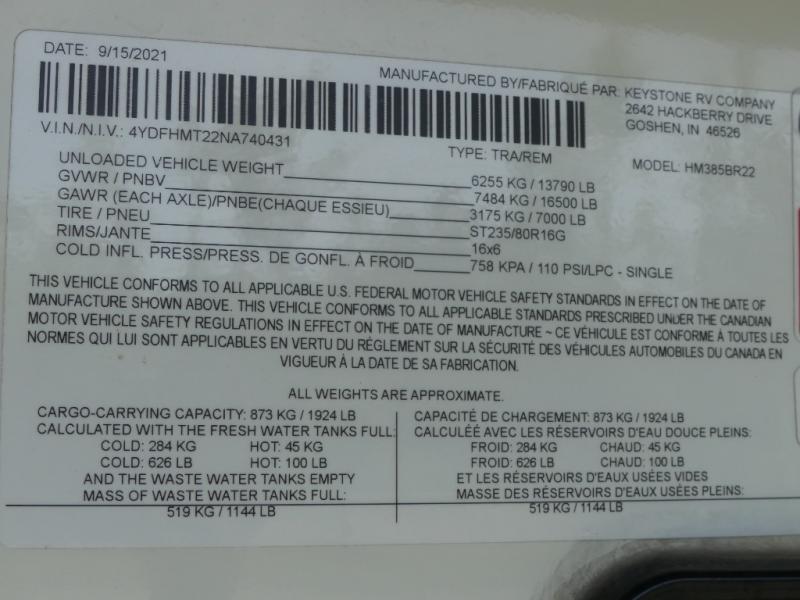 DATE: 9/15/2021
MANUFACTURED BY/FABRIQUÉ PAR: KEYSTONE RV COMPANY
2642 HACKBERRY DRIVE
GOSHEN, IN 46526
V.I.N./N.I.V.: 4YDFHMT22NA740431
TYPE: TRA/REM
MODEL: HM385BR22
UNLOADED VEHICLE WEIGHT 6255 KG / 13790 LB
GVWR / PNBV 7484 KG / 16500 LB
GAWR (EACH AXLE)/PNBE(CHAQUE ESSIEU) 3175 KG / 7000 LB
TIRE / PNEU ST235/80R16G
RIMS/JANTE 16x6
COLD INFL. PRESS/PRESS. DE GONFL. À FROID 758 KPA / 110 PSI/LPC - SINGLE
THIS VEHICLE CONFORMS TO ALL APPLICABLE U.S. FEDERAL MOTOR VEHICLE SAFETY STANDARDS IN EFFECT ON THE DATE OF
MANUFACTURE SHOWN ABOVE. THIS VEHICLE CONFORMS TO ALL APPLICABLE STANDARDS PRESCRIBED UNDER THE CANADIAN
MOTOR VEHICLE SAFETY REGULATIONS IN EFFECT ON THE DATE OF MANUFACTURE ~ CE VÉHICULE EST CONFORME À TOUTES LES
NORMES QUI LUI SONT APPLICABLES EN VERTU DU RÉGLEMENT SUR LA SÉCURITÉ DES VÉHICULES AUTOMOBILES DU CANADA EN
VIGUEUR À LA DATE DE SA FABRICATION.
ALL WEIGHTS ARE APPROXIMATE.
CARGO-CARRYING CAPACITY: 873 KG / 1924 LB
CALCULATED WITH THE FRESH WATER TANKS FULL:
COLD: 284 KG HOT: 45 KG
COLD: 626 LB HOT: 100 LB
AND THE WASTE WATER TANKS EMPTY
MASS OF WASTE WATER TANKS FULL:
519 KG / 1144 LB
CAPACITÉ DE CHARGEMENT: 873 KG / 1924 LB
CALCULÉE AVEC LES RÉSERVOIRS D'EAU DOUCE PLEINS:
FROID: 284 KG CHAUD: 45 KG
FROID: 626 LB CHAUD: 100 LB
ET LES RÉSERVOIRS D'EAUX USÉES VIDES
MASSE DES RÉSERVOIRS D'EAUX USÉES PLEINS:
519 KG / 1144 LB